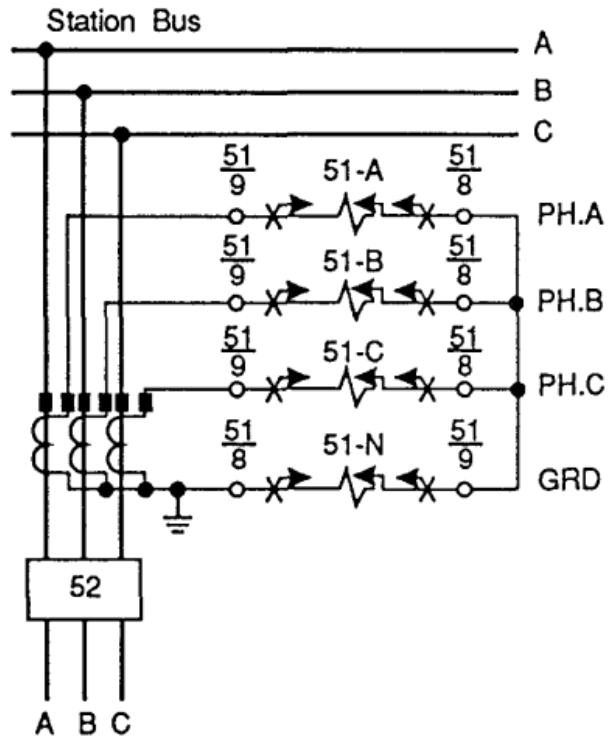 Station Bus
A
B
C
51/9 51-A 51/8 PH.A
51/9 51-B 51/8 PH.B
51/9 51-C 51/8 PH.C
51/8 51-N 51/9 GRD
52
A B C